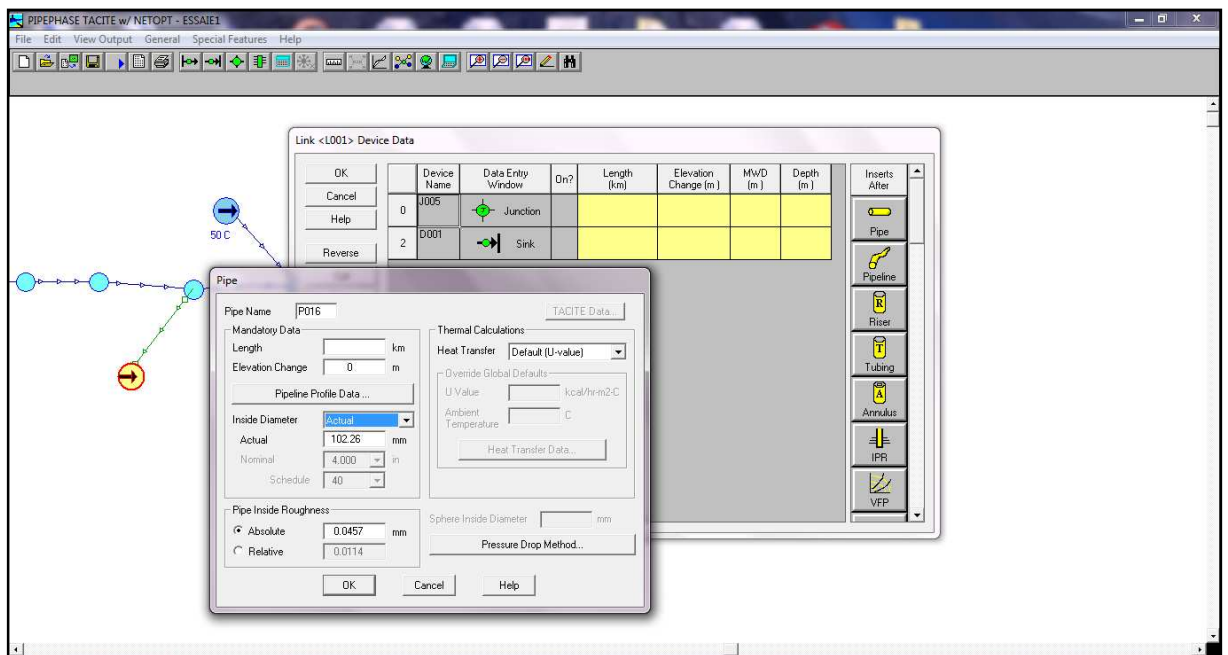 PIPEPHASE TACITE w/ NETOPT - ESSAIE1
File Edit View Output General Special Features Help
Link <L001> Device Data
OK
Cancel
Help
Reverse
Device Name
Data Entry Window
On?
Length (km)
Elevation Change (m )
MWD (m )
Depth (m )
0 J005 Junction
2 D001 Sink
Inserts After
Pipe
Pipeline
R
Riser
T
Tubing
A
Annulus
IPR
VFP
50 C
Pipe
Pipe Name P016
TACITE Data...
Mandatory Data
Length km
Elevation Change 0 m
Pipeline Profile Data ...
Inside Diameter Actual
Actual 102.26 mm
Nominal 4.000 in
Schedule 40
Pipe Inside Roughness
Absolute 0.0457 mm
Relative 0.0114
Thermal Calculations
Heat Transfer Default (U-value)
Override Global Defaults
U Value kcal/hr-m2-C
Ambient Temperature C
Heat Transfer Data...
Sphere Inside Diameter mm
Pressure Drop Method...
OK Cancel Help